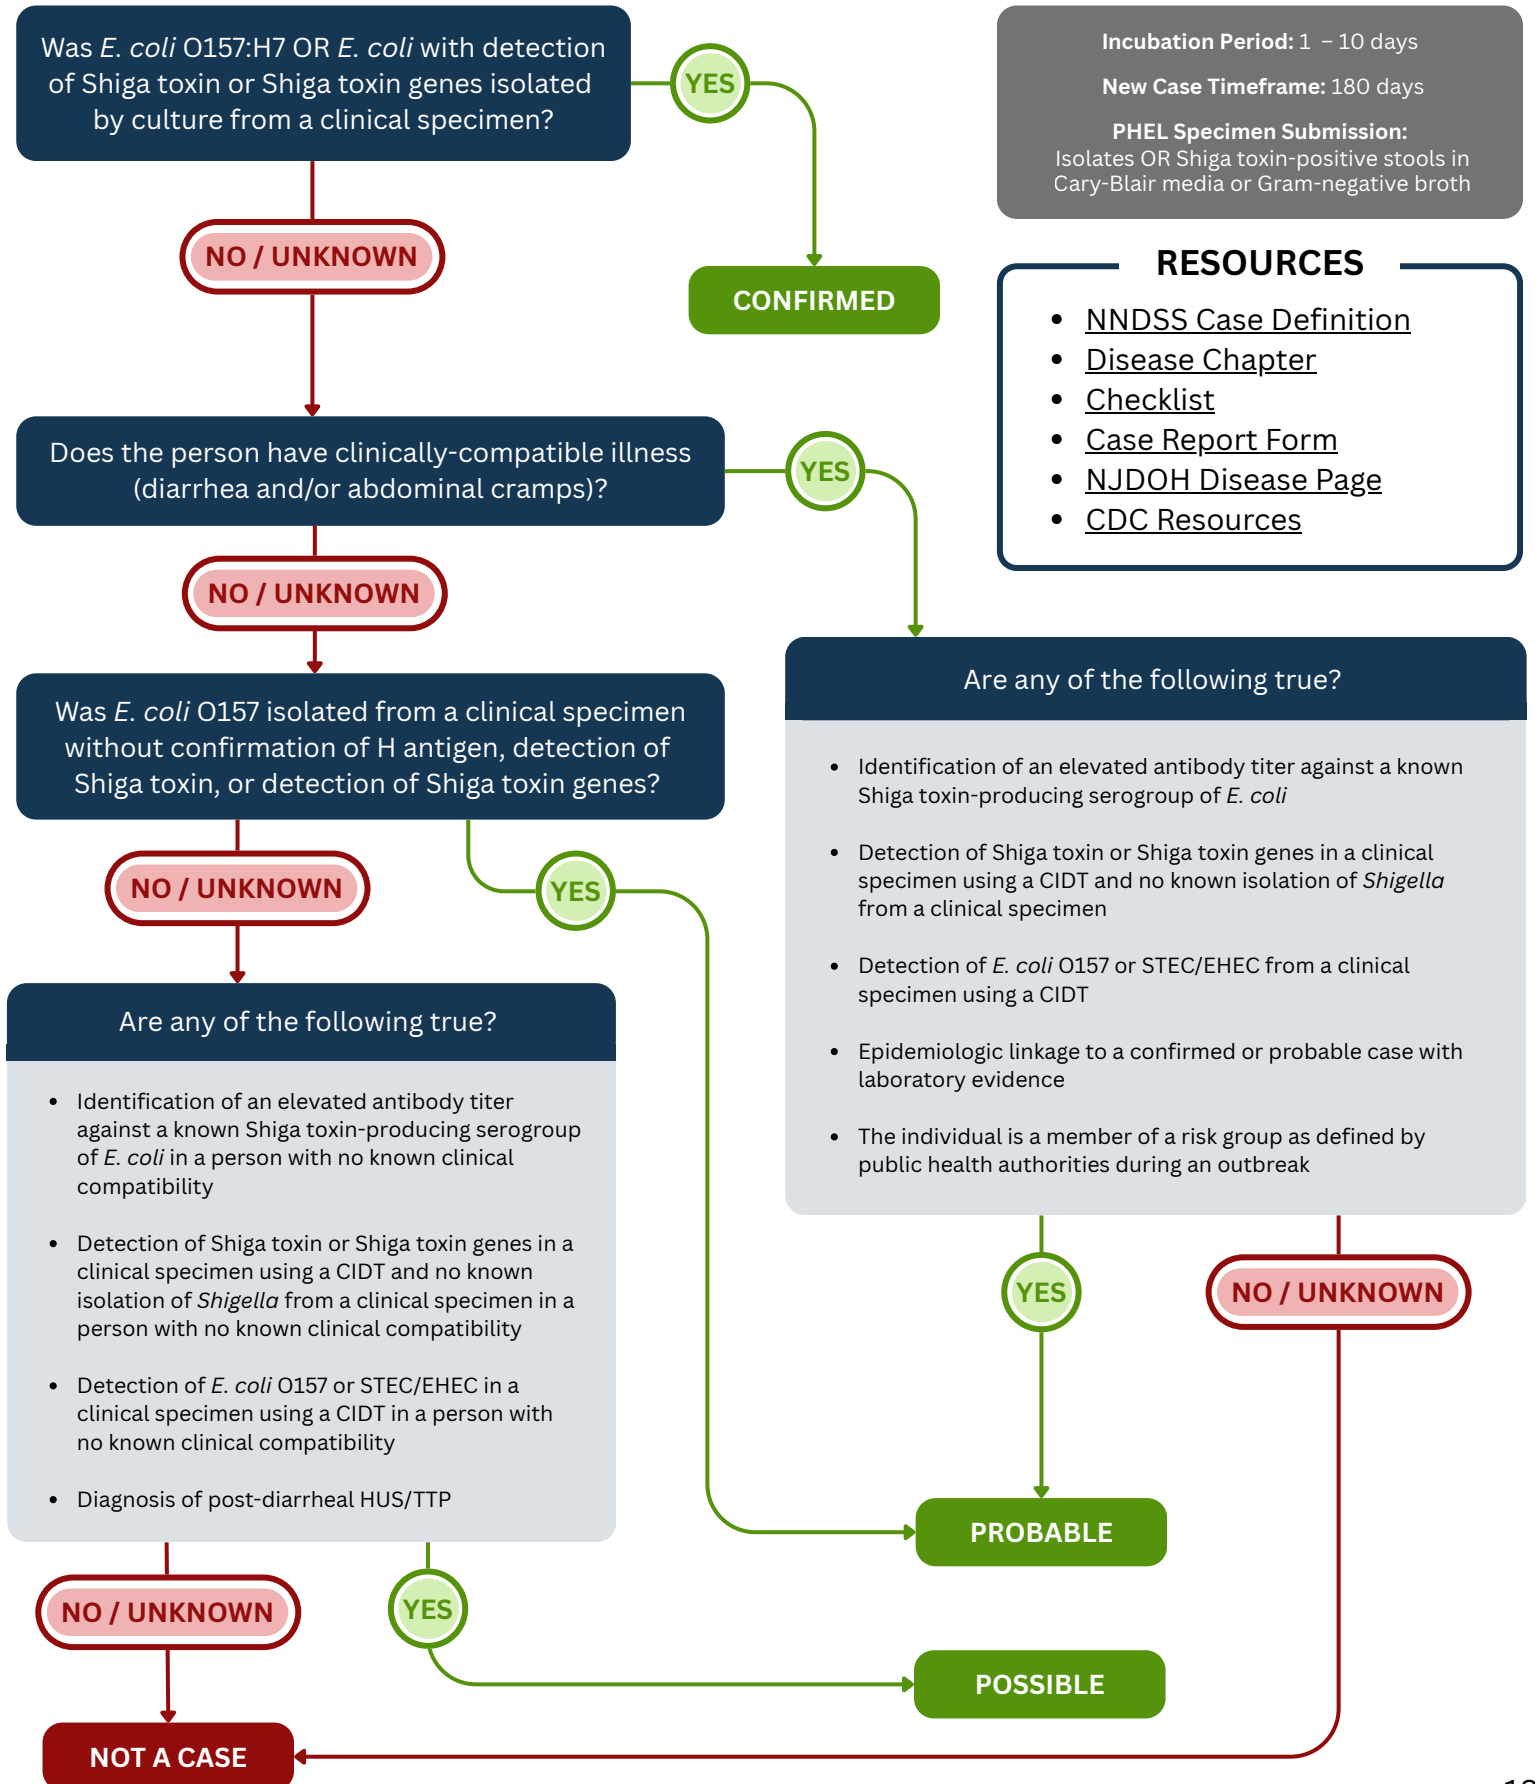 Was E. coli O157:H7 OR E. coli with detection
of Shiga toxin or Shiga toxin genes isolated
by culture from a clinical specimen?
YES
NO / UNKNOWN
CONFIRMED
Incubation Period: 1 – 10 days
New Case Timeframe: 180 days
PHEL Specimen Submission:
Isolates OR Shiga toxin-positive stools in
Cary-Blair media or Gram-negative broth
RESOURCES
• NNDSS Case Definition
• Disease Chapter
• Checklist
• Case Report Form
• NJDOH Disease Page
• CDC Resources
Does the person have clinically-compatible illness
(diarrhea and/or abdominal cramps)?
YES
NO / UNKNOWN
Was E. coli O157 isolated from a clinical specimen
without confirmation of H antigen, detection of
Shiga toxin, or detection of Shiga toxin genes?
NO / UNKNOWN
YES
Are any of the following true?
• Identification of an elevated antibody titer against a known
Shiga toxin-producing serogroup of E. coli
• Detection of Shiga toxin or Shiga toxin genes in a clinical
specimen using a CIDT and no known isolation of Shigella
from a clinical specimen
• Detection of E. coli O157 or STEC/EHEC from a clinical
specimen using a CIDT
• Epidemiologic linkage to a confirmed or probable case with
laboratory evidence
• The individual is a member of a risk group as defined by
public health authorities during an outbreak
YES
NO / UNKNOWN
Are any of the following true?
• Identification of an elevated antibody titer
against a known Shiga toxin-producing serogroup
of E. coli in a person with no known clinical
compatibility
• Detection of Shiga toxin or Shiga toxin genes in a
clinical specimen using a CIDT and no known
isolation of Shigella from a clinical specimen in a
person with no known clinical compatibility
• Detection of E. coli O157 or STEC/EHEC in a
clinical specimen using a CIDT in a person with
no known clinical compatibility
• Diagnosis of post-diarrheal HUS/TTP
NO / UNKNOWN
YES
PROBABLE
POSSIBLE
NOT A CASE